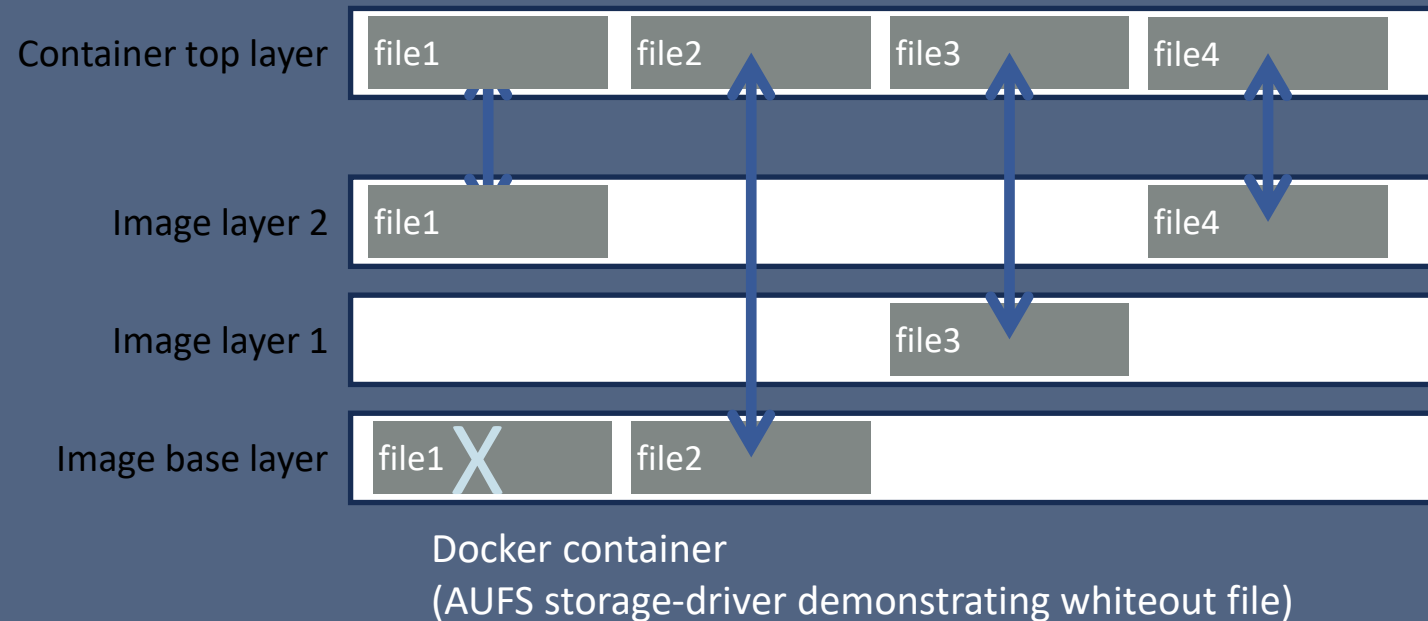 Container top layer
file1 file2 file3 file4
Image layer 2
file1 file4
Image layer 1
file3
Image base layer
file1 X file2
Docker container
(AUFS storage-driver demonstrating whiteout file)